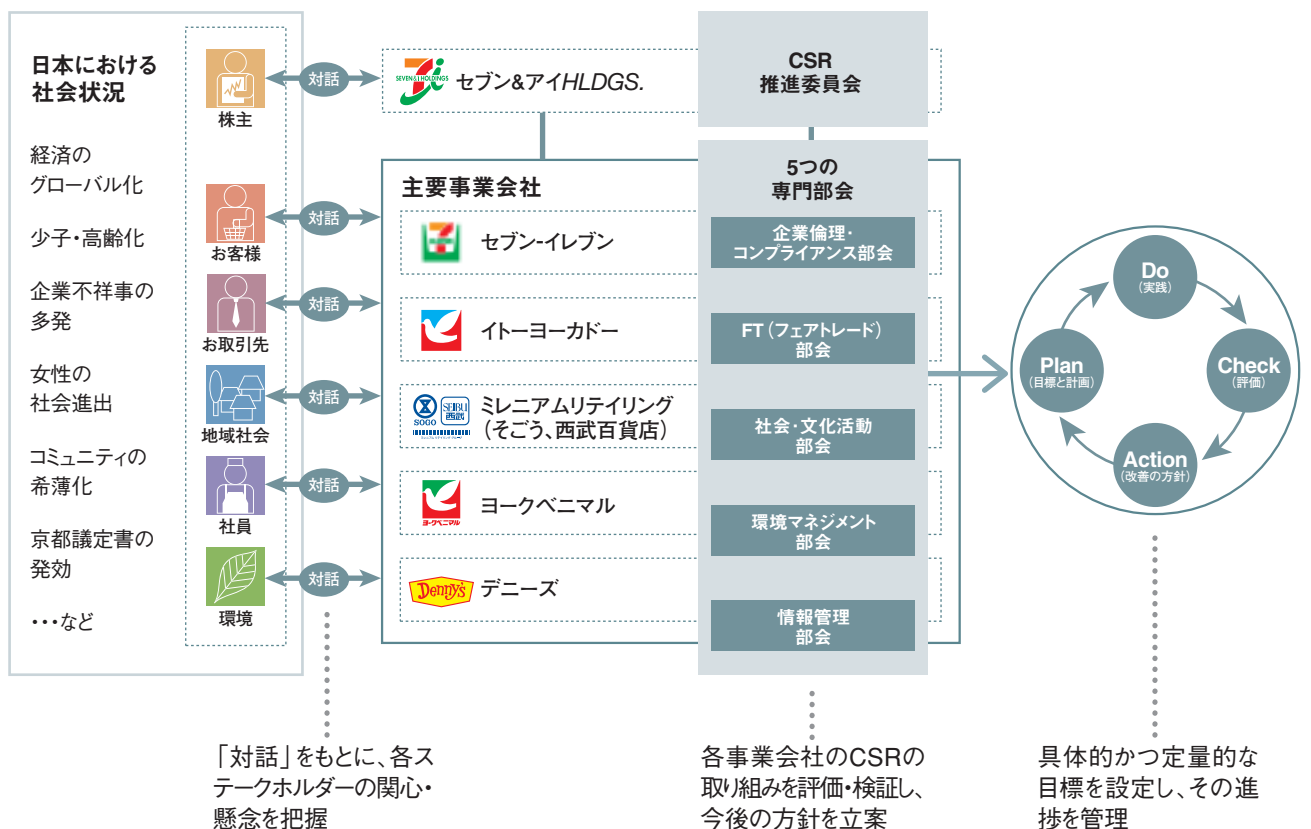 日本における
社会状況
経済の
グローバル化
少子・高齢化
企業不祥事の
多発
女性の
社会進出
コミュニティの
希薄化
京都議定書の
発効
・・・など
株主
お客様
お取引先
地域社会
社員
環境
対話
対話
対話
対話
対話
対話
SEVEN & i HOLDINGS
セブン&アイHLDGS.
主要事業会社
セブン-イレブン
イトーヨーカドー
SOGO
SEIBU
西武
ミレニアムリテイリング
(そごう、西武百貨店)
ヨークベニマル
ヨークベニマル
Denny's
デニーズ
CSR
推進委員会
5つの
専門部会
企業倫理・
コンプライアンス部会
FT(フェアトレード)
部会
社会・文化活動
部会
環境マネジメント
部会
情報管理
部会
Do
(実践)
Plan
(目標と計画)
Check
(評価)
Action
(改善の方針)
「対話」をもとに、各ス
テークホルダーの関心・
懸念を把握
各事業会社のCSRの
取り組みを評価・検証し、
今後の方針を立案
具体的かつ定量的な
目標を設定し、その進
捗を管理